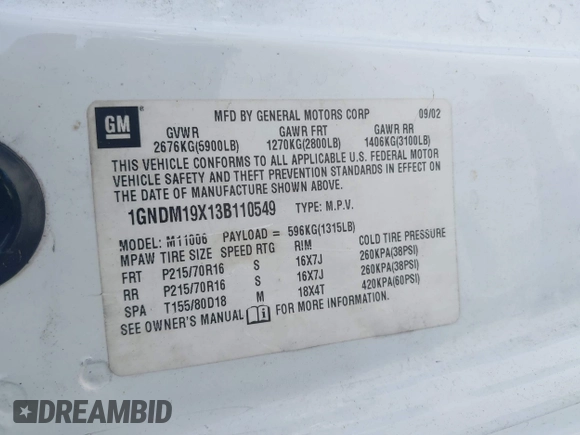 GM
MFD BY GENERAL MOTORS CORP 09/02
GVWR GAWR FRT GAWR RR
2676KG(5900LB) 1270KG(2800LB) 1406KG(3100LB)
THIS VEHICLE CONFORMS TO ALL APPLICABLE U.S. FEDERAL MOTOR
VEHICLE SAFETY AND THEFT PREVENTION STANDARDS IN EFFECT ON
THE DATE OF MANUFACTURE SHOWN ABOVE.
1GNDM19X13B110549 TYPE: M.P.V.
MODEL: M11006 PAYLOAD = 596KG(1315LB)
MPAW TIRE SIZE SPEED RTG RIM COLD TIRE PRESSURE
FRT P215/70R16 S 16X7J 260KPA(38PSI)
RR P215/70R16 S 16X7J 260KPA(38PSI)
SPA T155/80D18 M 18X4T 420KPA(60PSI)
SEE OWNER'S MANUAL FOR MORE INFORMATION.
DREAMBID